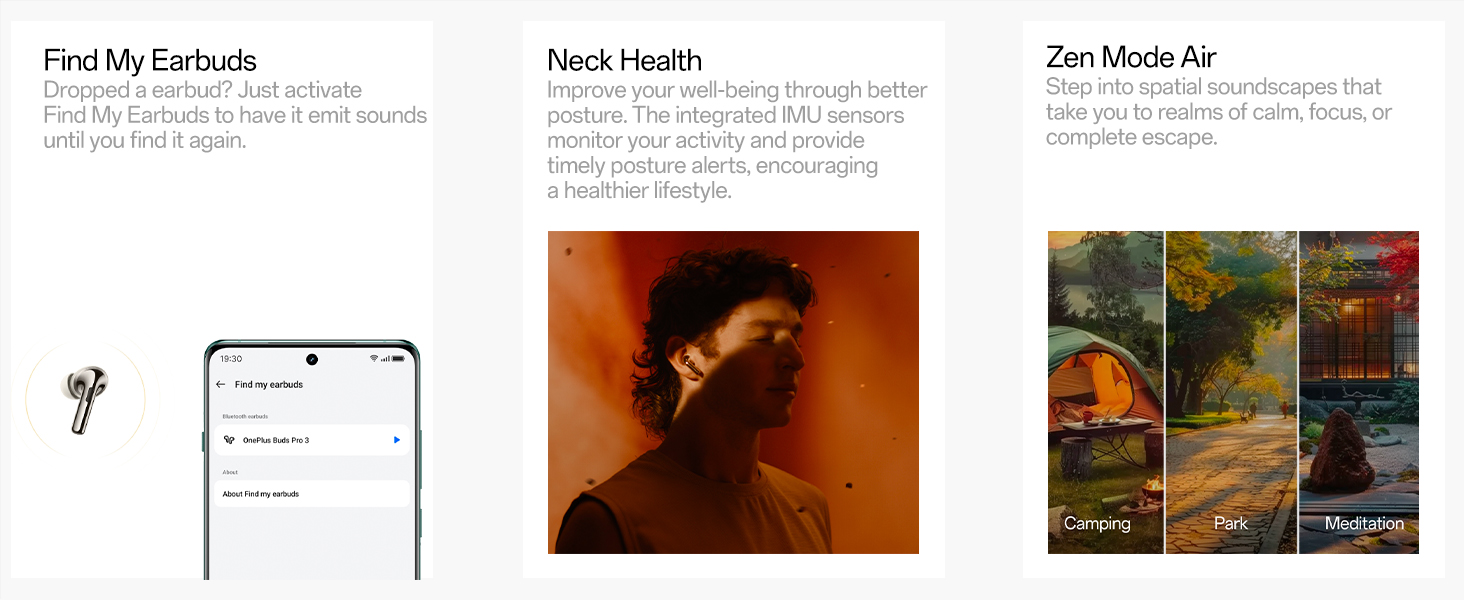 Find My Earbuds
Dropped a earbud? Just activate
Find My Earbuds to have it emit sounds
until you find it again.
19:30
Find my earbuds
Bluetooth earbuds
OnePlus Buds Pro 3
About
About Find my earbuds
Neck Health
Improve your well-being through better
posture. The integrated IMU sensors
monitor your activity and provide
timely posture alerts, encouraging
a healthier lifestyle.
Zen Mode Air
Step into spatial soundscapes that
take you to realms of calm, focus, or
complete escape.
Camping
Park
Meditation